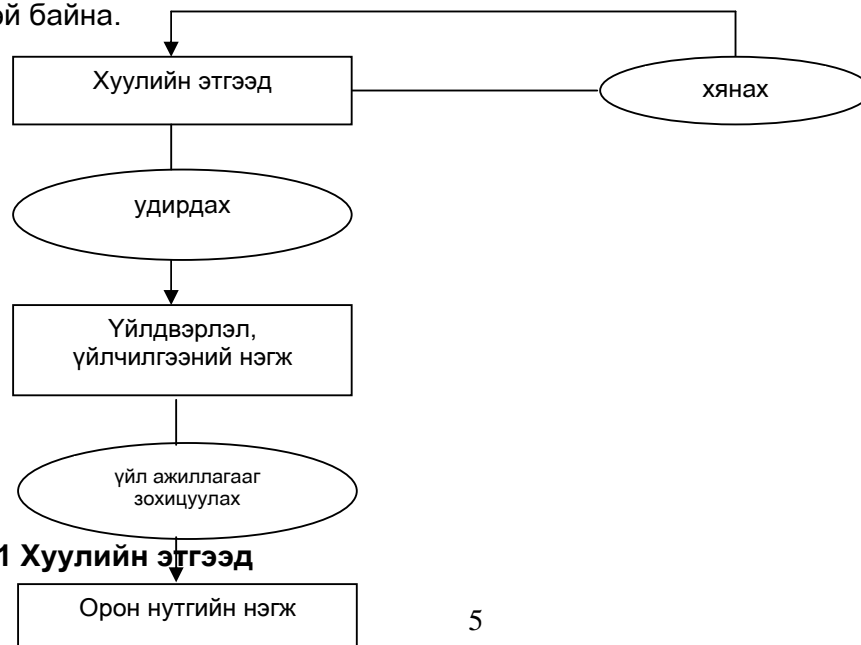 й байна.
Хуулийн этгээд
хянах
удирдах
Үйлдвэрлэл,
үйлчилгээний нэгж
үйл ажиллагааг
зохицуулах
1 Хуулийн этгээд
Орон нутгийн нэгж
5